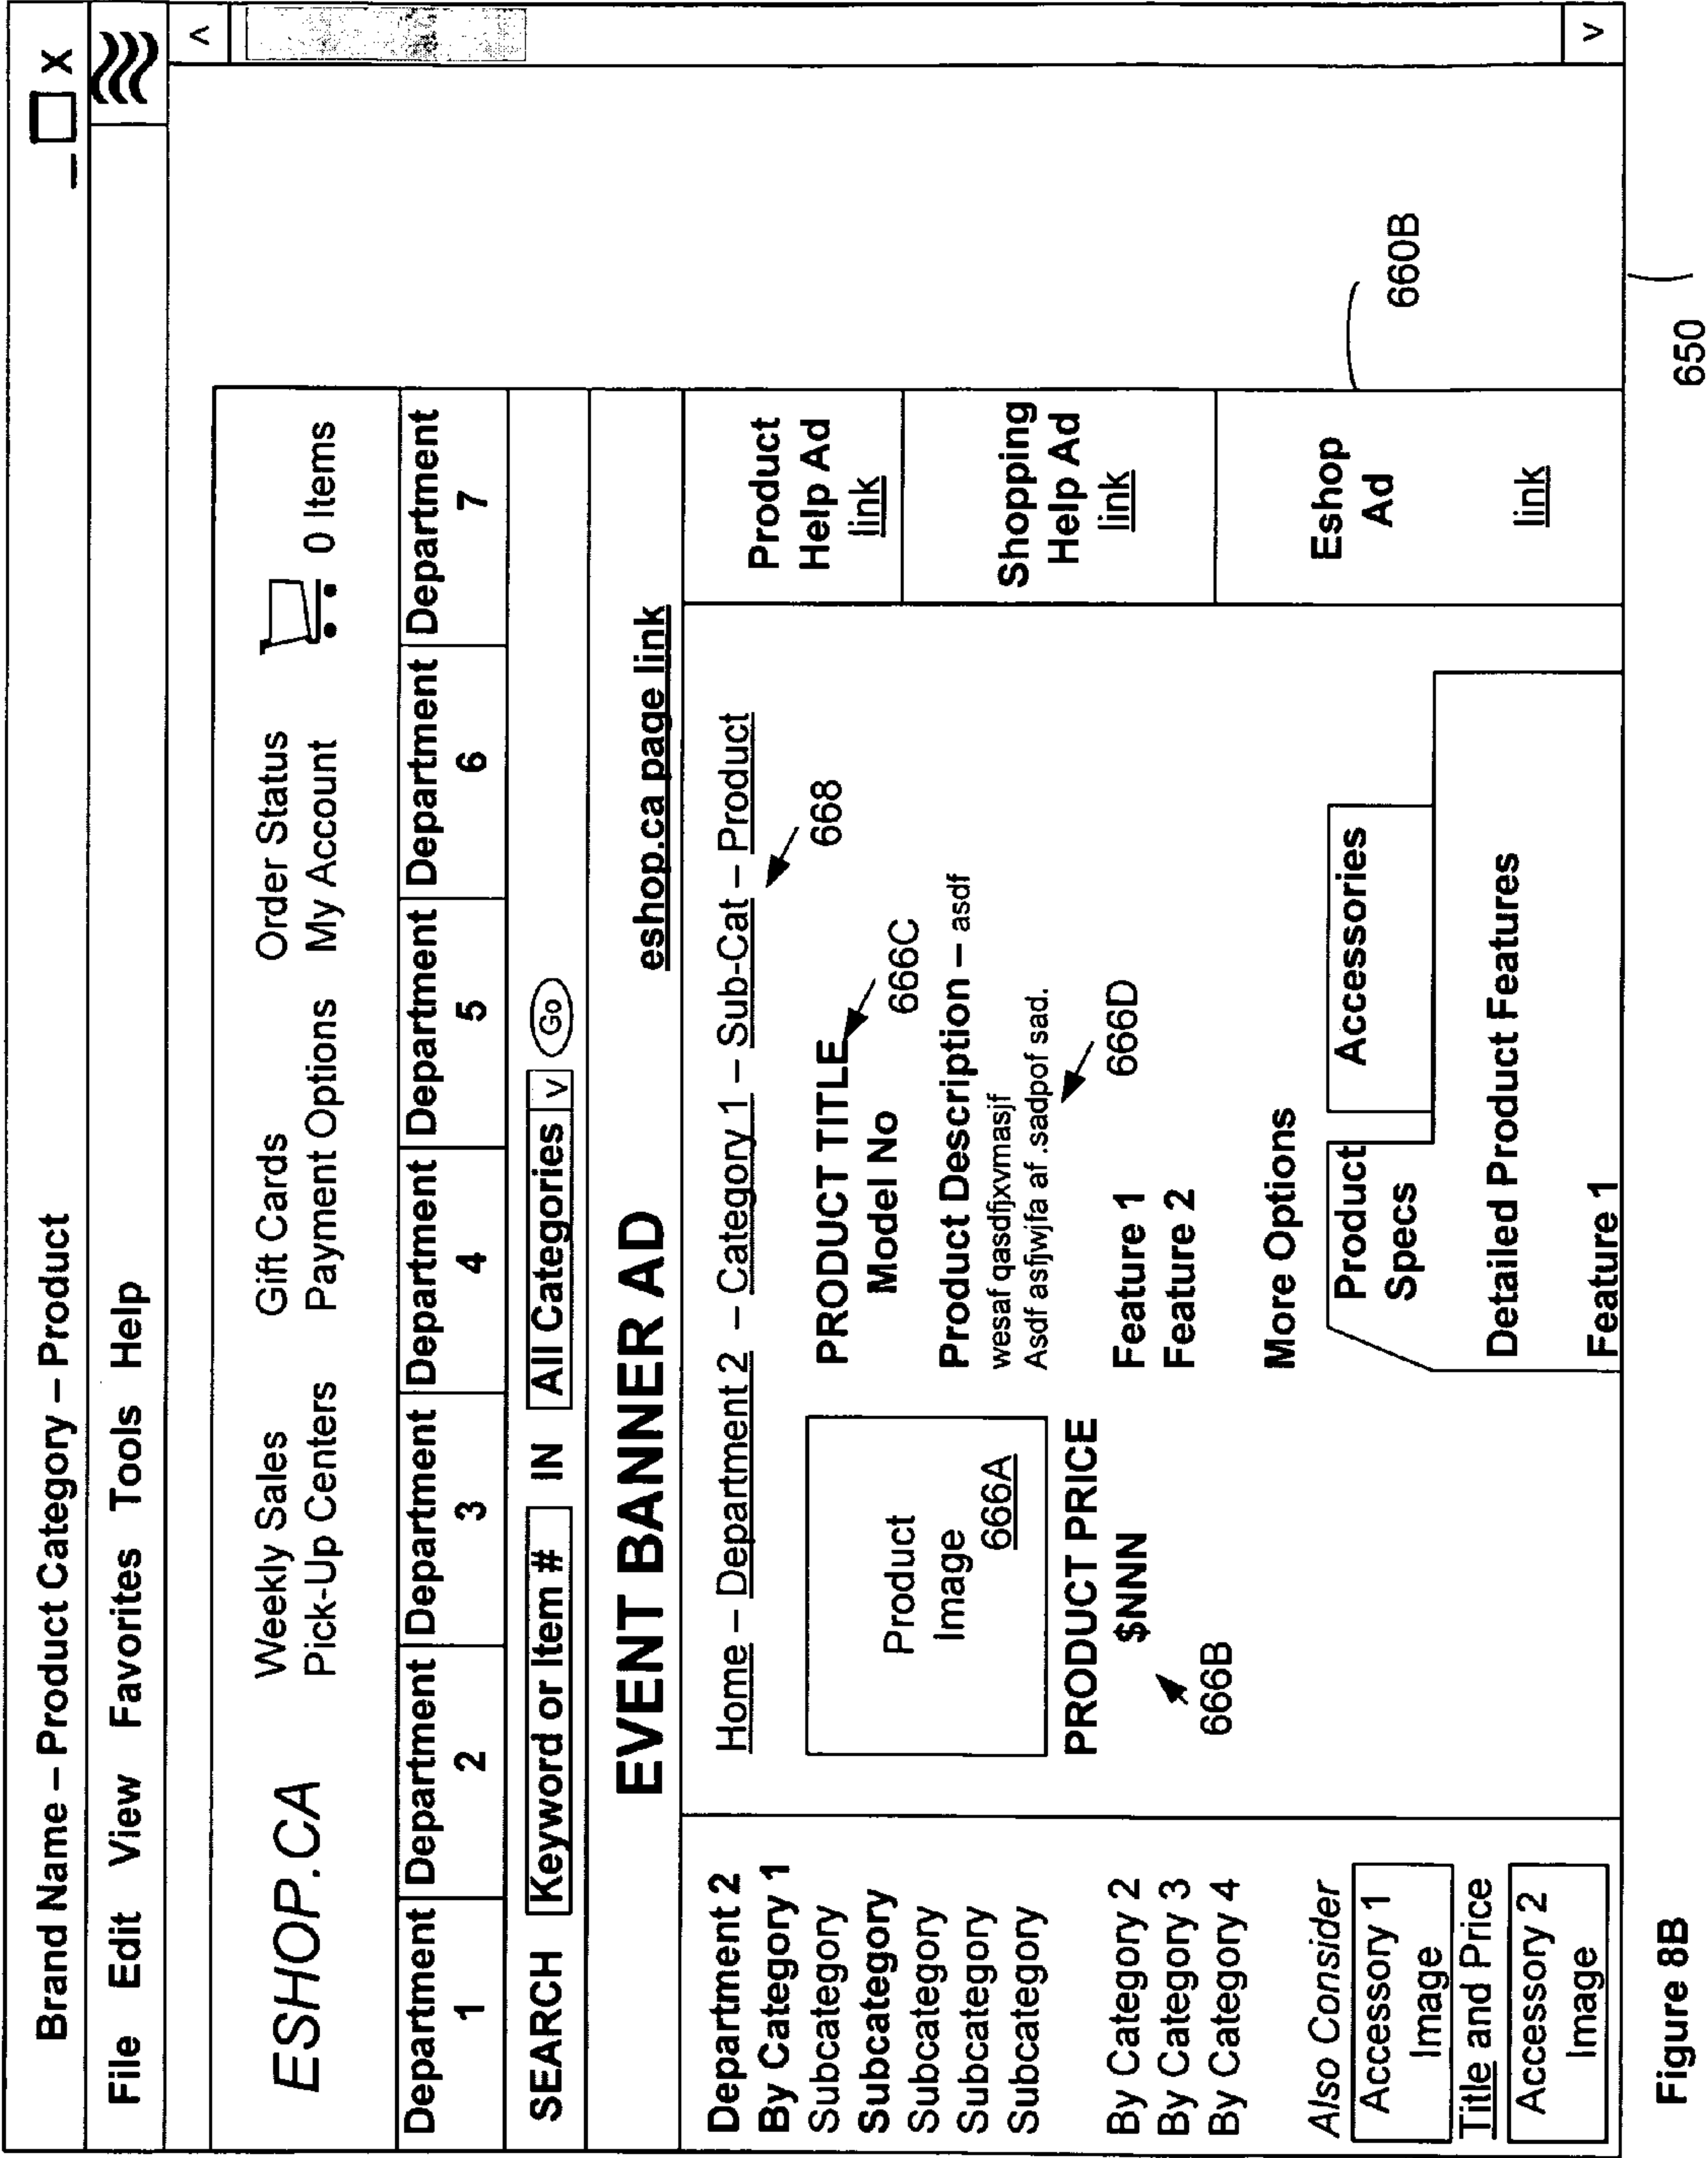 Brand Name – Product Category – Product
_ X
File Edit View Favorites Tools Help
ESHOP.CA
Weekly Sales Gift Cards Order Status
Pick-Up Centers Payment Options My Account 0 Items
Department 1 Department 2 Department 3 Department 4 Department 5 Department 6 Department 7
SEARCH Keyword or Item # IN All Categories V Go
EVENT BANNER AD
eshop.ca page link
Department 2
By Category 1
Subcategory
Subcategory
Subcategory
Subcategory
Subcategory
By Category 2
By Category 3
By Category 4
Also Consider
Accessory 1
Image
Title and Price
Accessory 2
Image
Home – Department 2 – Category 1 – Sub-Cat – Product
668
Product
Image
666A
PRODUCT PRICE
$NNN
666B
PRODUCT TITLE
Model No
666C
Product Description – asdf
wesaf qasdfjxvmasjf
Asdf asfjwjfa af .sadpof sad.
666D
Feature 1
Feature 2
More Options
Product
Specs
Accessories
Detailed Product Features
Feature 1
Product
Help Ad
link
Shopping
Help Ad
link
Eshop
Ad
link
660B
650
Figure 8B